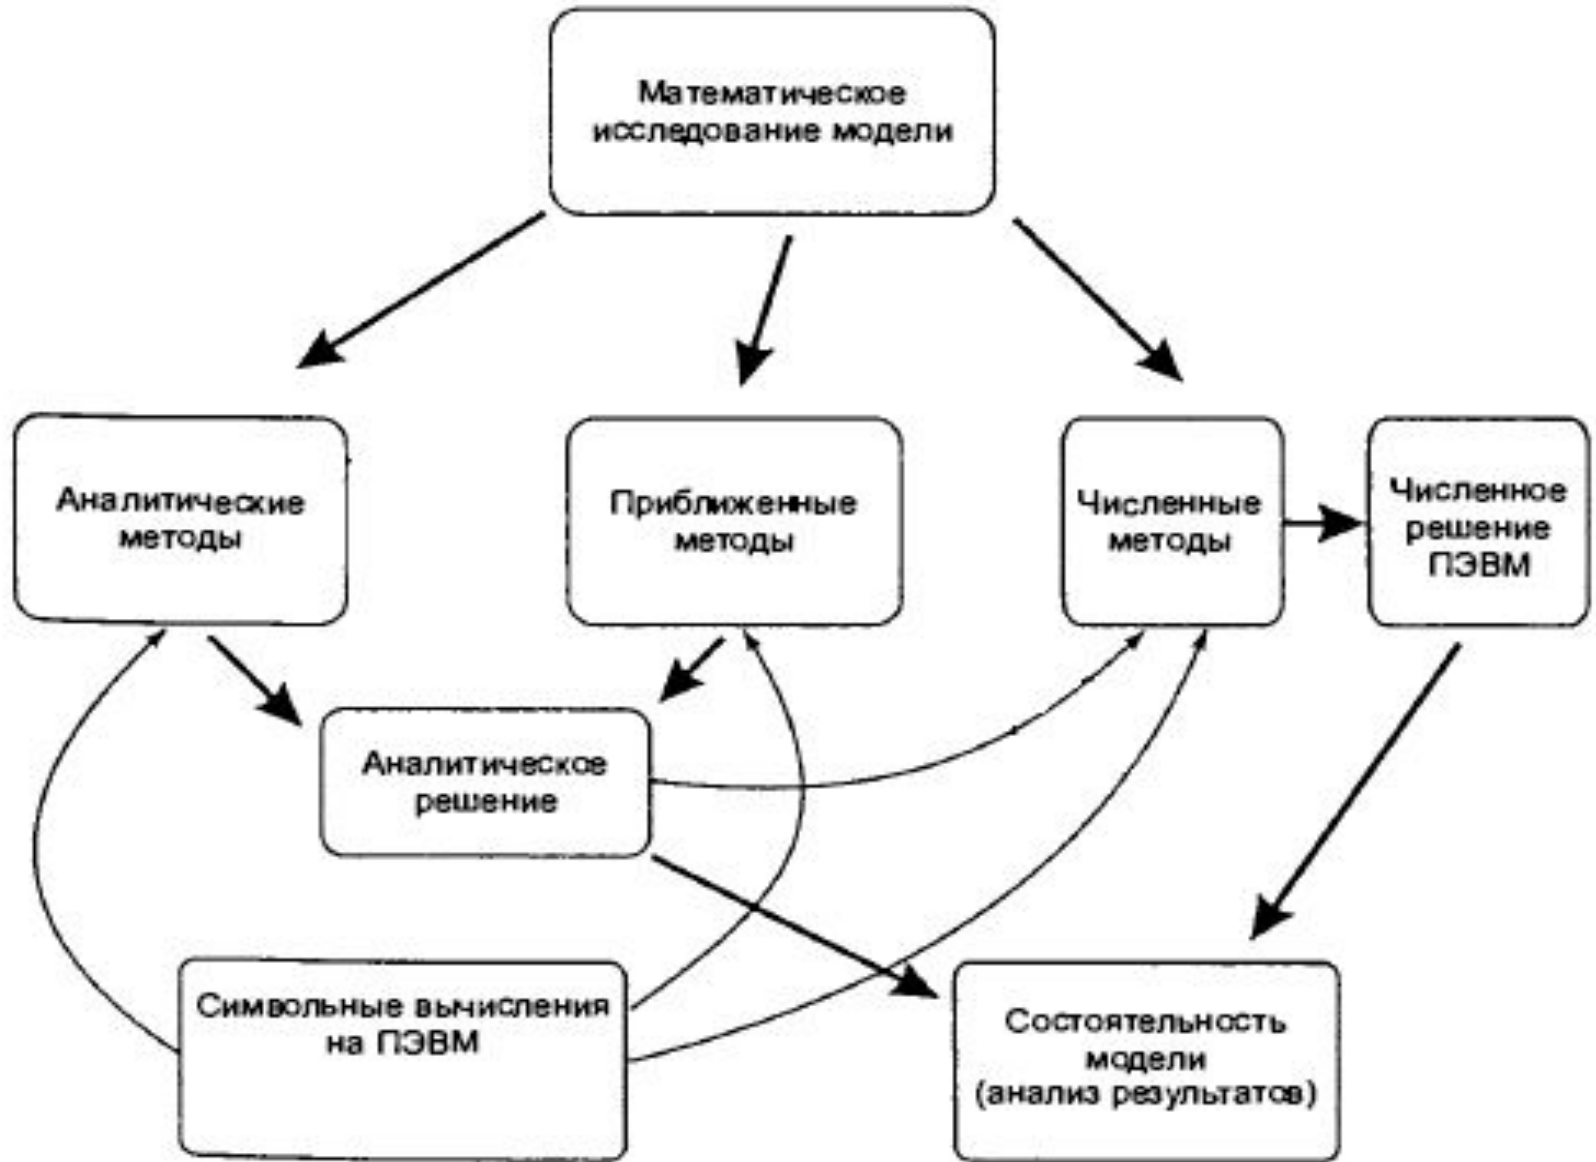 Математическое
исследование модели
Аналитические
методы
Приближенные
методы
Численные
методы
Численное
решение
ПЭВМ
Аналитическое
решение
Символьные вычисления
на ПЭВМ
Состоятельность
модели
(анализ результатов)